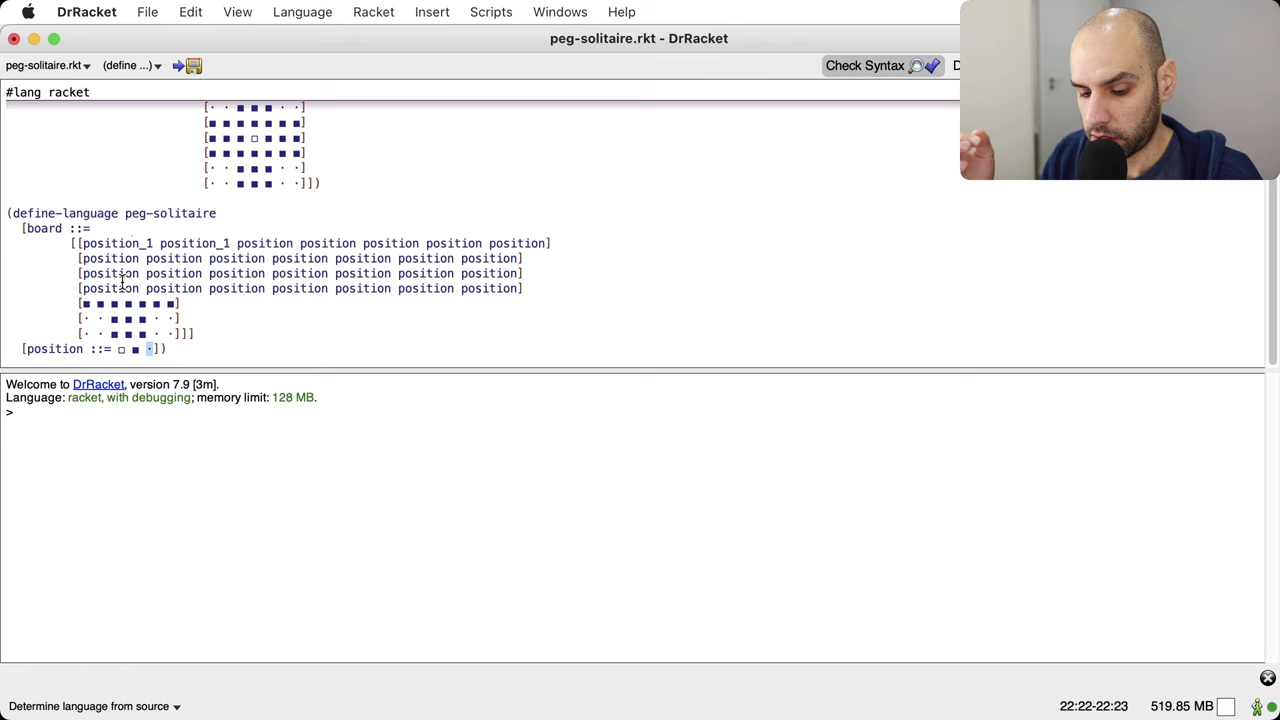 DrRacket File Edit View Language Racket Insert Scripts Windows Help
peg-solitaire.rkt - DrRacket
peg-solitaire.rkt▾ (define ...)▾ Check Syntax D
#lang racket
[· · ■ ■ ■ · ·]
[■ ■ ■ ■ ■ ■ ■]
[■ ■ ■ □ ■ ■ ■]
[■ ■ ■ ■ ■ ■ ■]
[· · ■ ■ ■ · ·]
[· · ■ ■ ■ · ·]])
(define-language peg-solitaire
[board ::=
[[position_1 position_1 position position position position position]
[position position position position position position position]
[position position position position position position position]
[position position position position position position position]
[■ ■ ■ ■ ■ ■ ■]
[· · ■ ■ ■ · ·]
[· · ■ ■ ■ · ·]]]
[position ::= □ ■ ·])
Welcome to DrRacket, version 7.9 [3m].
Language: racket, with debugging; memory limit: 128 MB.
>
Determine language from source ▾ 22:22-22:23 519.85 MB